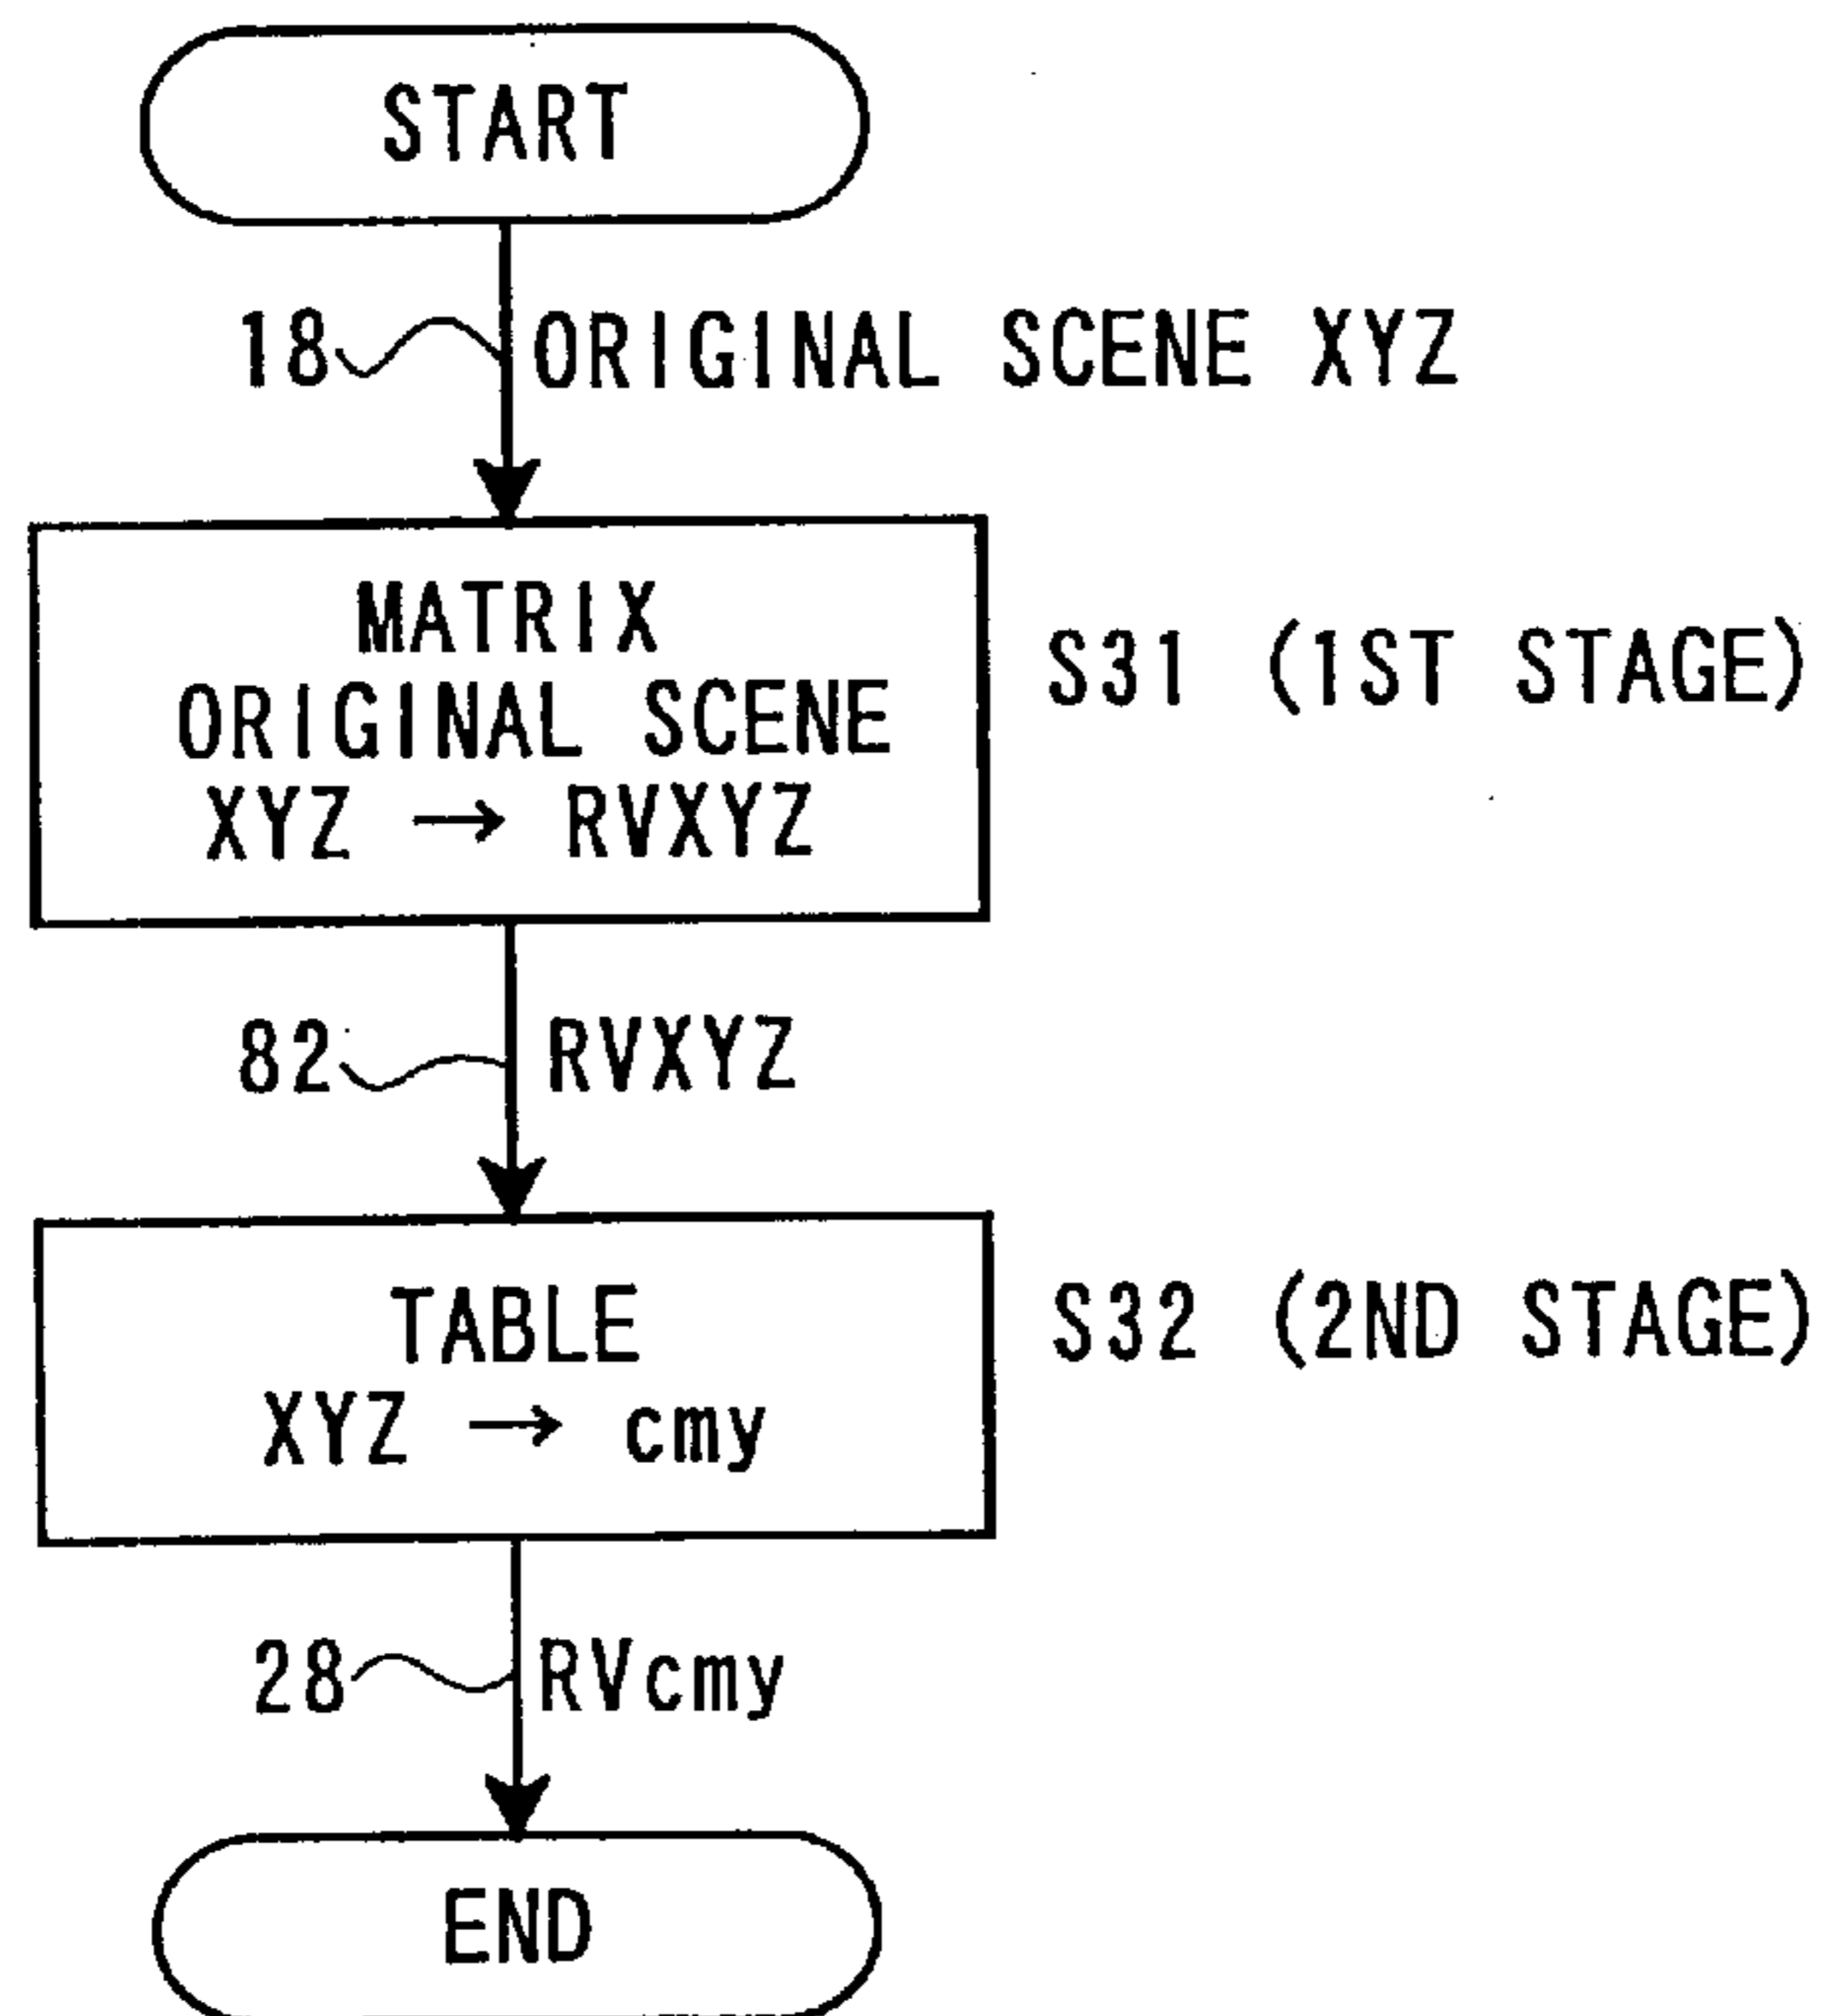 START
18 ORIGINAL SCENE XYZ
MATRIX
ORIGINAL SCENE
XYZ → RVXYZ
S31 (1ST STAGE)
82 RVXYZ
TABLE
XYZ → cmy
S32 (2ND STAGE)
28 RVcmy
END